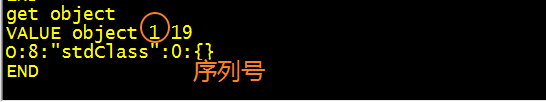 get object
VALUE object 1 19
O:8:"stdClass":0:{}
END
序列号